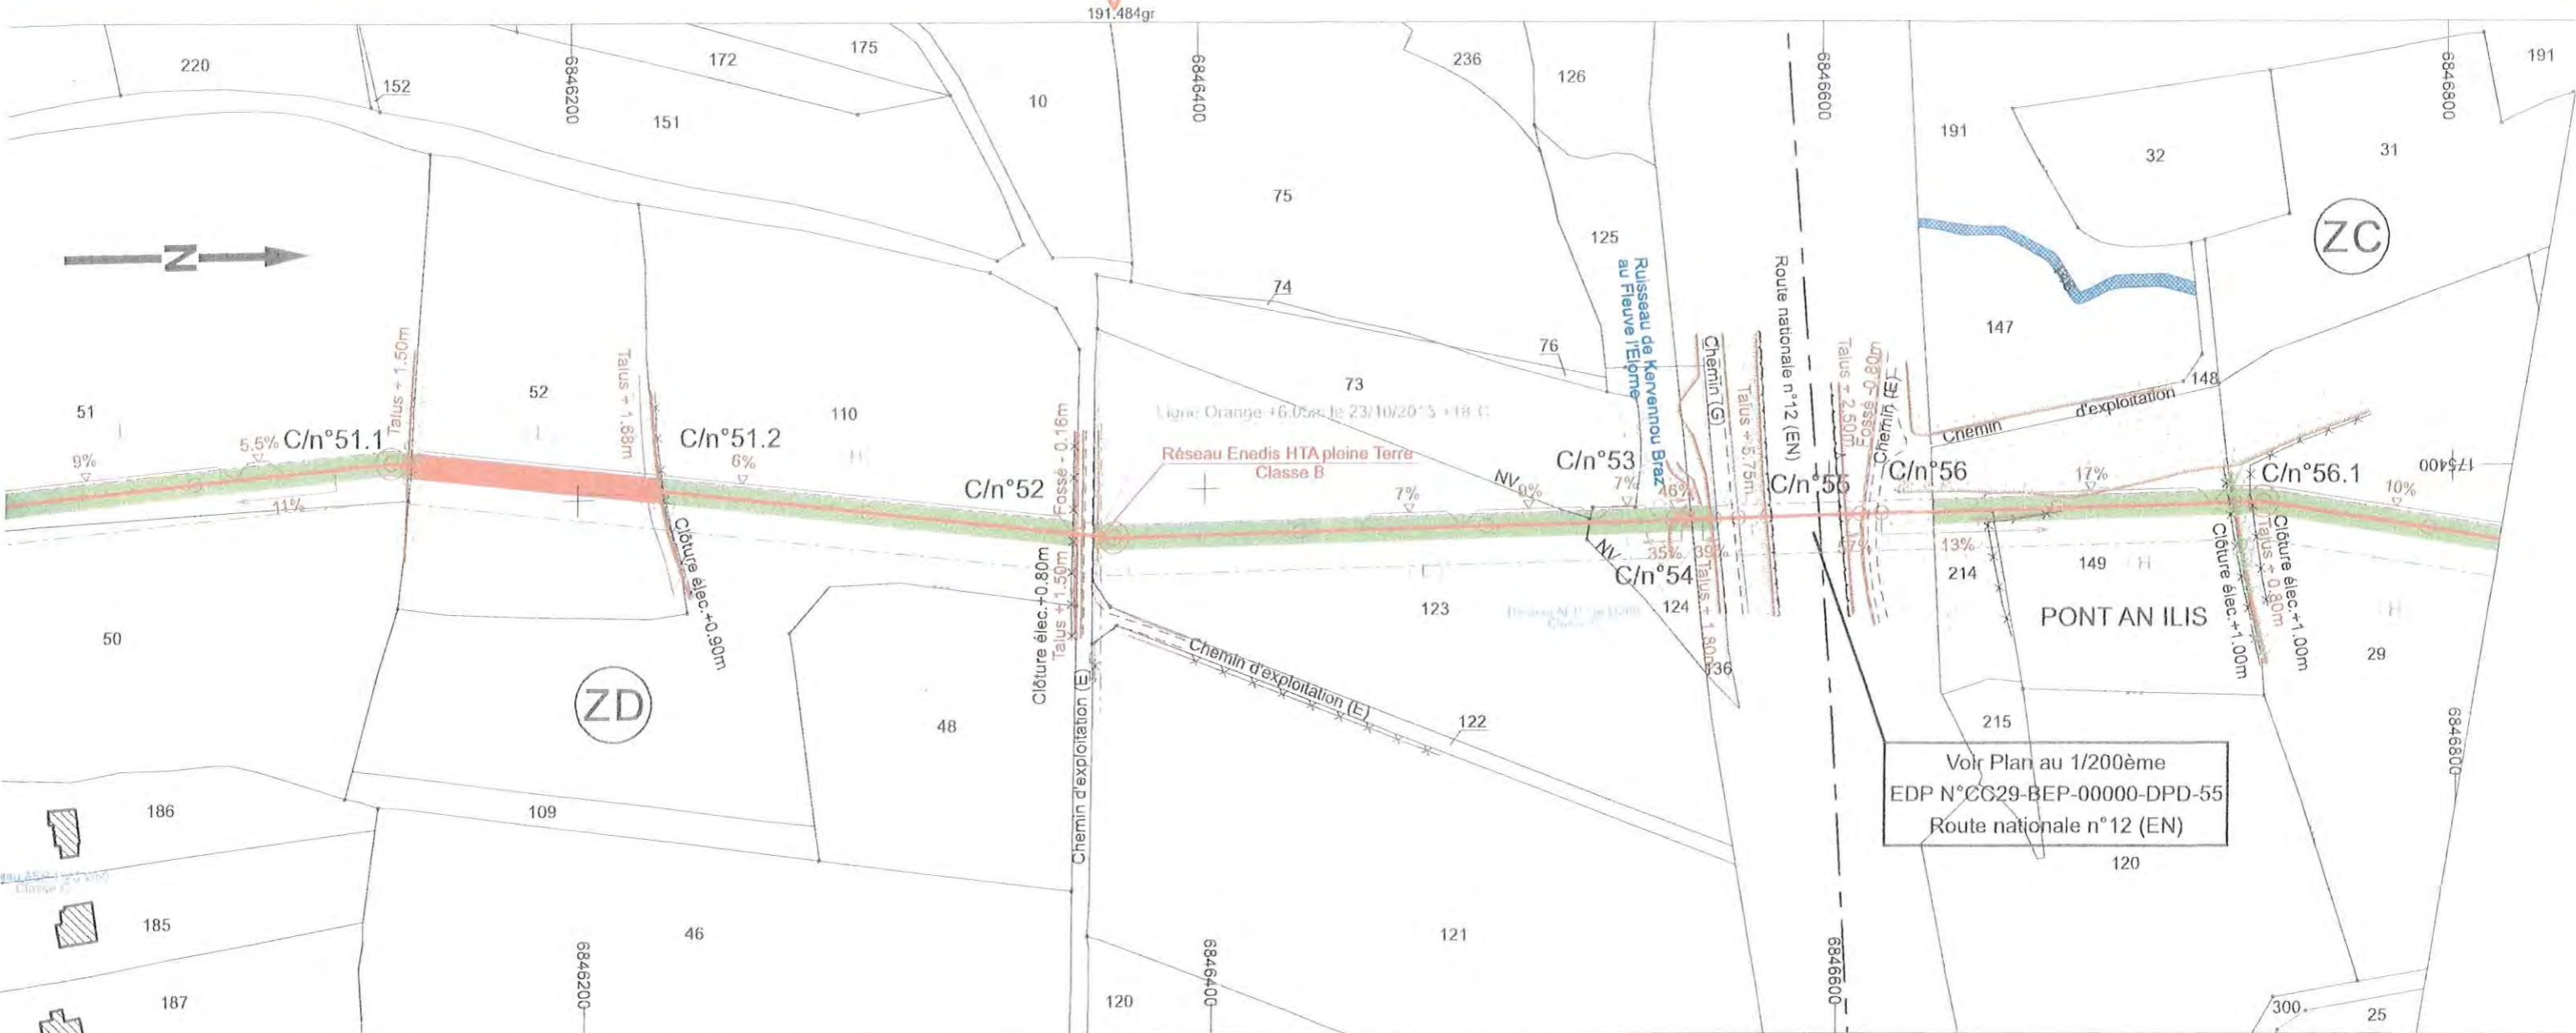 191.484gr
220
152
172
175
151
10
6846200
6846400
236
126
6846600
191
32
31
6846800
191
75
125
N
ZC
Ruisseau de Kervennou Braz
au Fleuve l'Elorne
74
76
73
147
148
Chemin d'exploitation
Route nationale n°12 (EN)
Chemin (G)
Talus + 5.75m
Talus + 2.50m
Fossé -0.80m
Chemin (E)
51
52
110
Talus + 1.50m
Talus + 1.68m
Fossé - 0.16m
9%
5,5%
C/n°51.1
11%
C/n°51.2
6%
C/n°52
Réseau Enedis HTA pleine Terre
Classe B
7%
NV
9%
C/n°53
7%
46%
C/n°55
C/n°56
17%
C/n°56.1
10%
175400
Clôture élec.+0.90m
Clôture élec.+0.80m
Talus + 1.50m
NV
35%
39%
C/n°54
124
Talus + 1.80m
13%
214
149
PONT AN ILIS
Clôture élec.+1.00m
Talus + 0.80m
Clôture élec.+1.00m
29
50
ZD
48
123
Chemin d'exploitation (E)
Chemin d'exploitation (E)
122
215
Voir Plan au 1/200ème
EDP N°CC29-BEP-00000-DPD-55
Route nationale n°12 (EN)
6846800
186
109
120
185
46
121
187
6846200
120
6846400
6846600
300
25